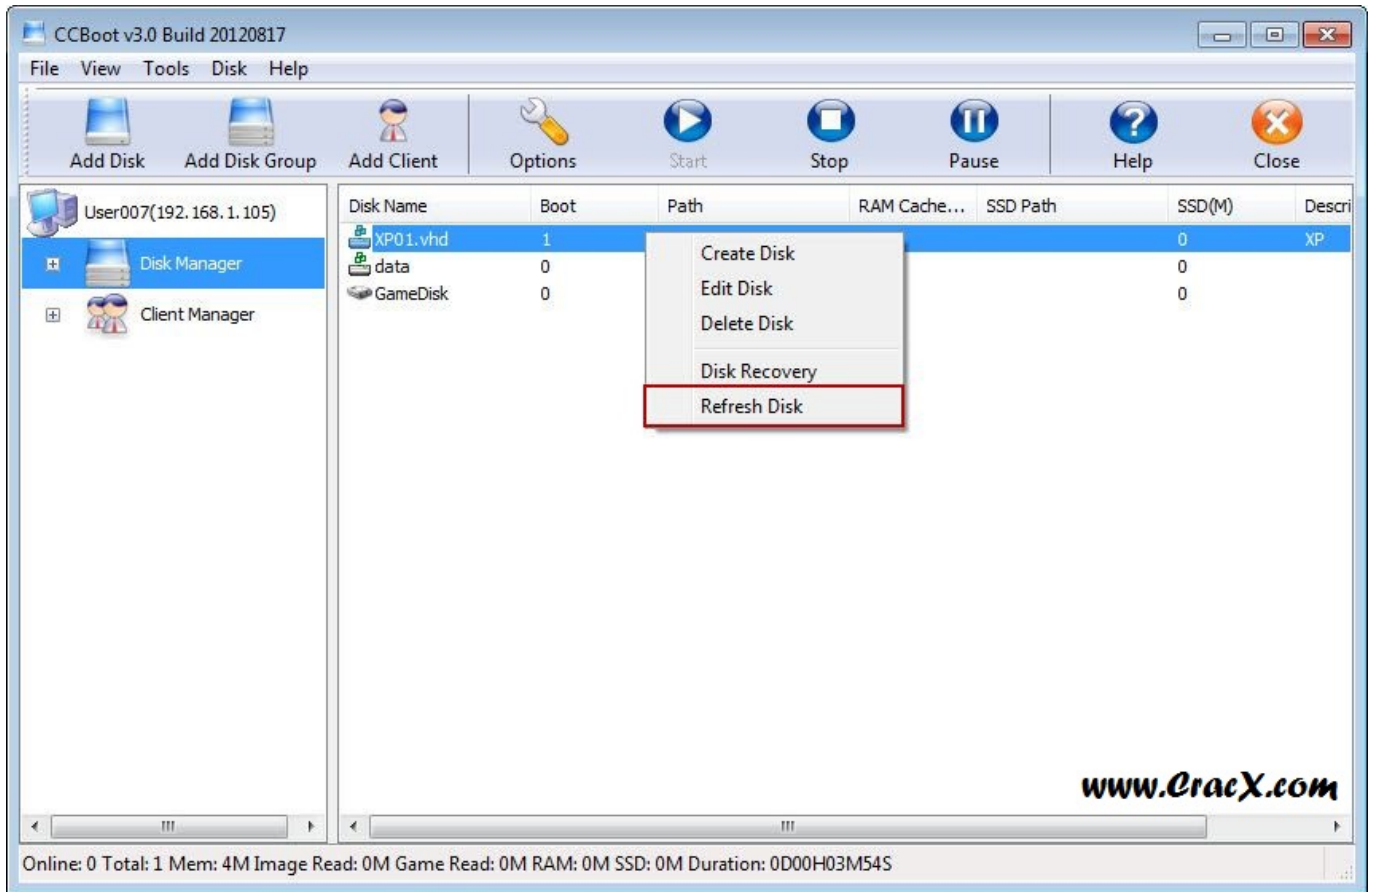 CCBoot v3.0 Build 20120817
File View Tools Disk Help
Add Disk Add Disk Group Add Client Options Start Stop Pause Help Close
User007(192.168.1.105)
Disk Manager
Client Manager
Disk Name Boot Path RAM Cache... SSD Path SSD(M) Descri
XP01.vhd 1 0 XP
data 0 0
GameDisk 0 0
Create Disk
Edit Disk
Delete Disk
Disk Recovery
Refresh Disk
www.CracX.com
Online: 0 Total: 1 Mem: 4M Image Read: 0M Game Read: 0M RAM: 0M SSD: 0M Duration: 0D00H03M54S